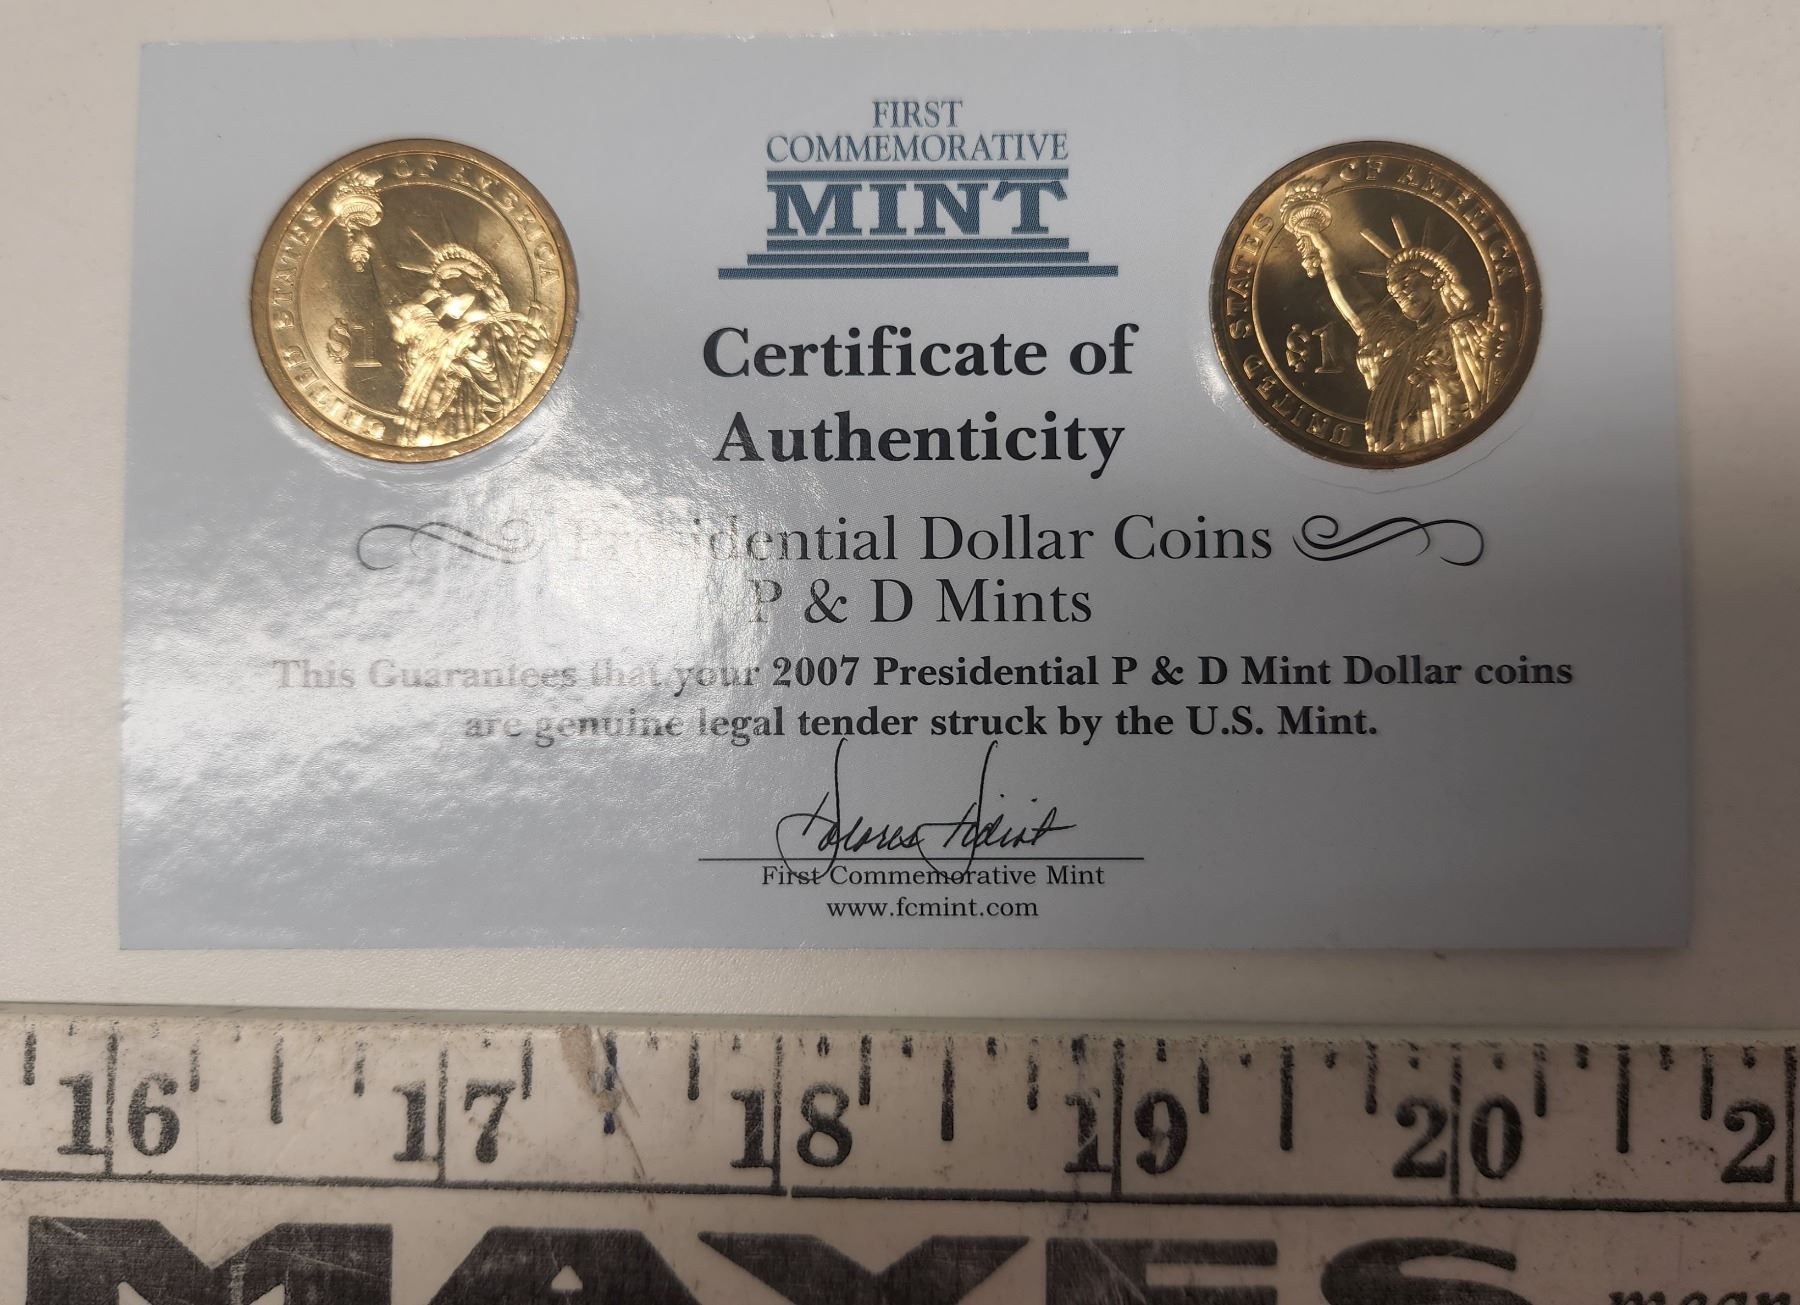 FIRST
COMMEMORATIVE
MINT
UNITED STATES OF AMERICA
$1
UNITED STATES OF AMERICA
$1
Certificate of
Authenticity
Presidential Dollar Coins
P & D Mints
This Guarantees that your 2007 Presidential P & D Mint Dollar coins
are genuine legal tender struck by the U.S. Mint.
First Commemorative Mint
www.fcmint.com
16 17 18 19 20 2
MAYES